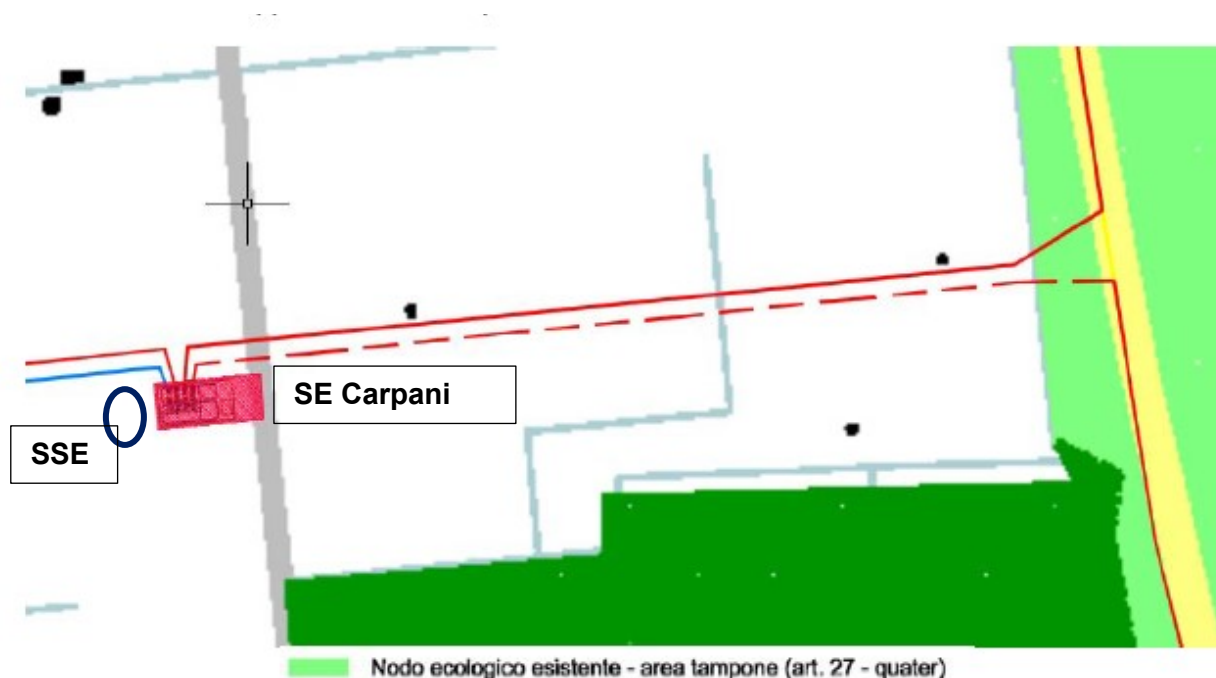 SE Carpani
SSE
Nodo ecologico esistente - area tampone (art. 27 - quater)